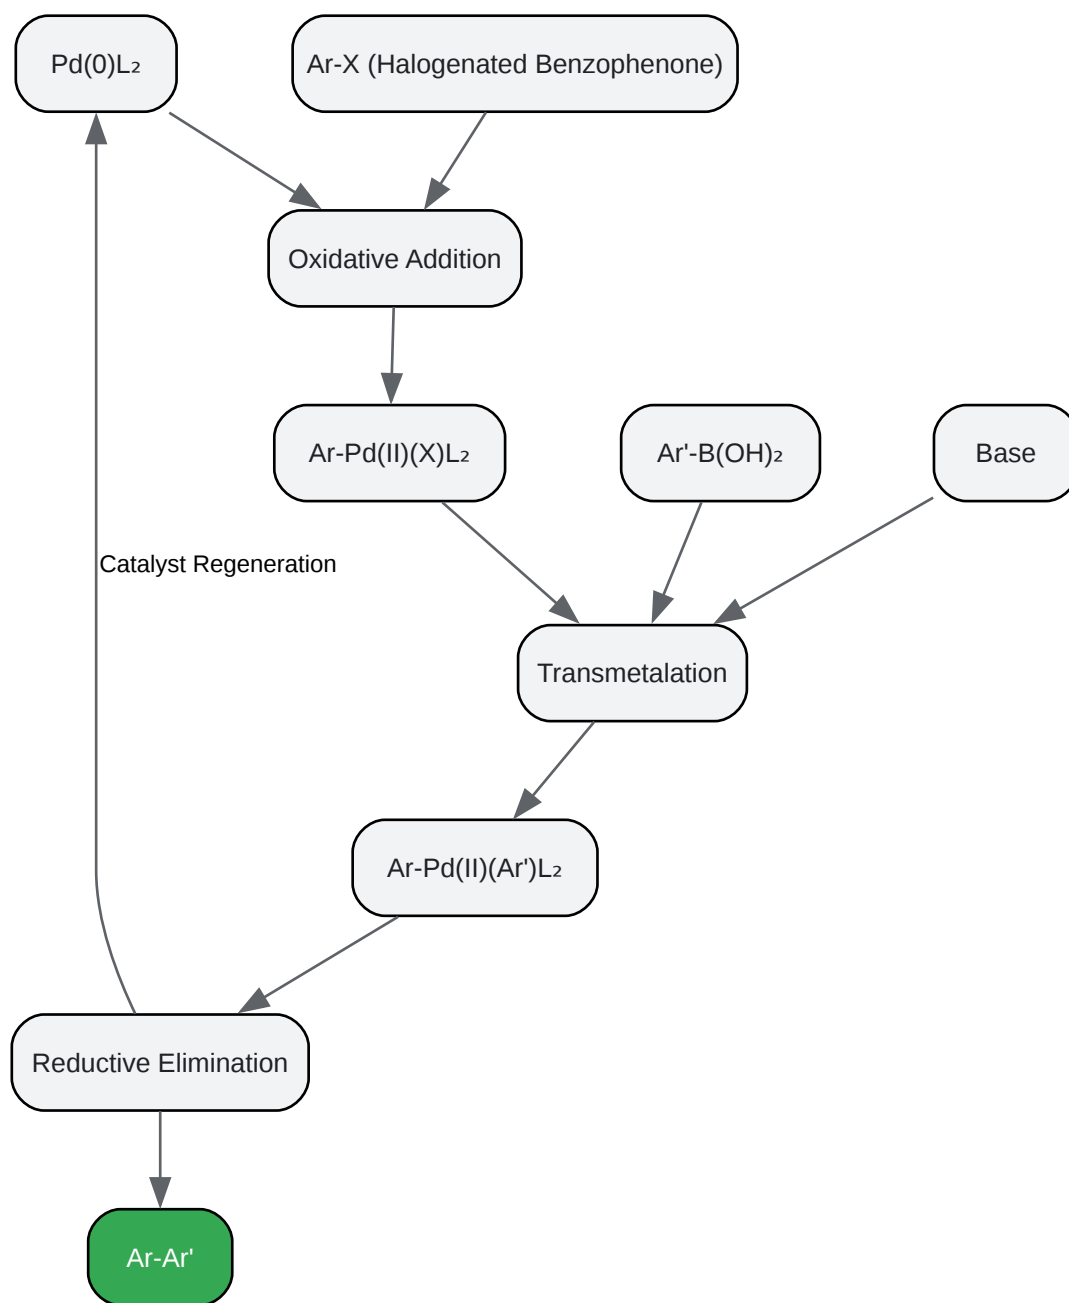 Pd(0)L₂
Ar-X (Halogenated Benzophenone)
Oxidative Addition
Ar-Pd(II)(X)L₂
Ar'-B(OH)₂
Base
Catalyst Regeneration
Transmetalation
Ar-Pd(II)(Ar')L₂
Reductive Elimination
Ar-Ar'